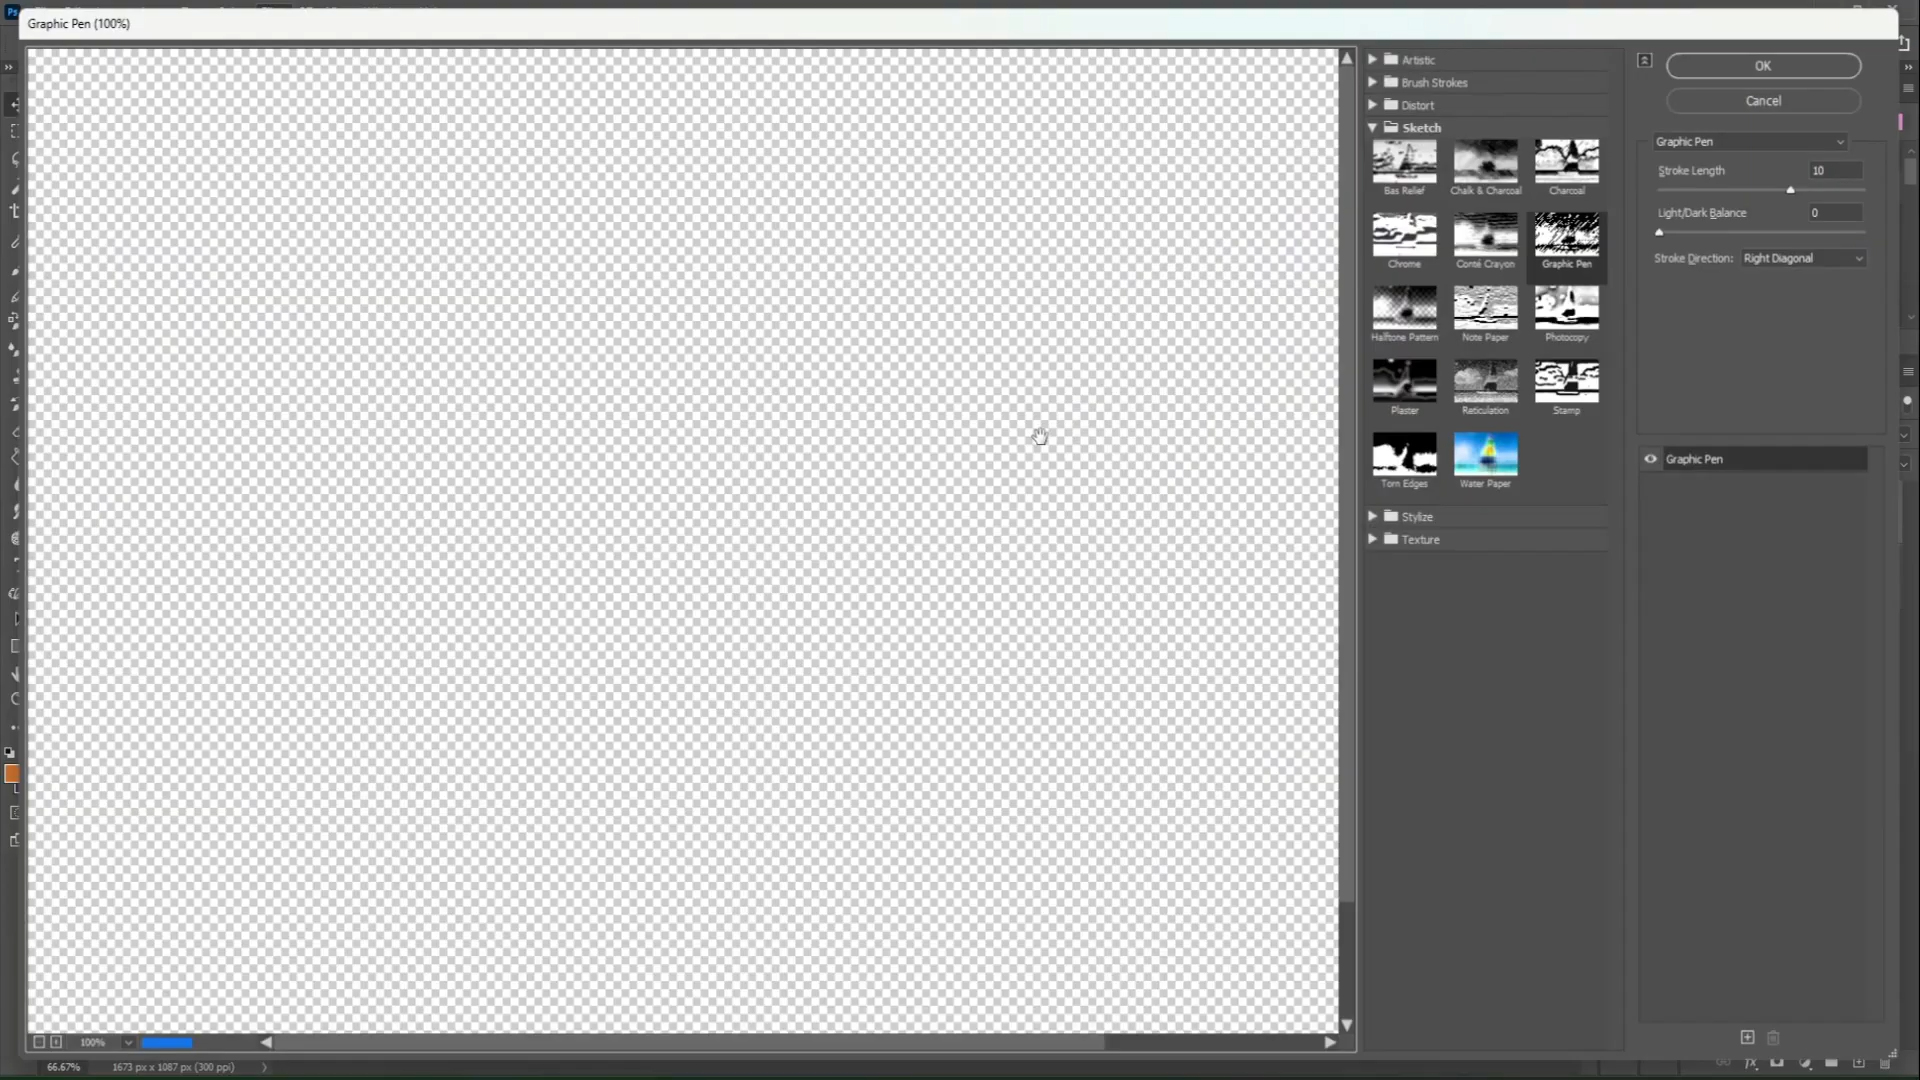 Ps
Graphic Pen (100%)
Artistic
Brush Strokes
Distort
Sketch
Bas Relief
Chalk & Charcoal
Charcoal
Chrome
Conté Crayon
Graphic Pen
Halftone Pattern
Note Paper
Photocopy
Plaster
Reticulation
Stamp
Torn Edges
Water Paper
Stylize
Texture
OK
Cancel
Graphic Pen
Stroke Length 10
Light/Dark Balance 0
Stroke Direction: Right Diagonal
Graphic Pen
100%
66.67% 1673 px x 1087 px (300 ppi)
fx